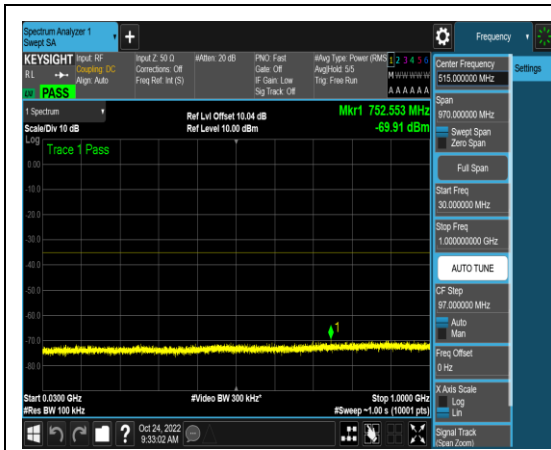 Spectrum Analyzer 1
Swept SA
+
Frequency
KEYSIGHT
RL
PASS
Input: RF
Coupling: DC
Align: Auto
Input Z: 50 Ω
Corrections: Off
Freq Ref: Int (S)
#Atten: 20 dB
PNO: Fast
Gate: Off
IF Gain: Low
Sig Track: Off
#Avg Type: Power (RMS
Avg|Hold: 5/5
Trig: Free Run
1 2 3 4 5 6
M W W W W W
A A A A A A
1 Spectrum
Scale/Div 10 dB
Ref Lvl Offset 10.04 dB
Ref Level 10.00 dBm
Mkr1 752.553 MHz
-69.91 dBm
Log
Trace 1 Pass
0.00
-10.0
-20.0
-30.0
-40.0
-50.0
-60.0
-70.0
-80.0
1
Start 0.0300 GHz
#Res BW 100 kHz
#Video BW 300 kHz*
Stop 1.0000 GHz
#Sweep ~1.00 s (10001 pts)
?
Oct 24, 2022
9:33:02 AM
Center Frequency
515.000000 MHz
Settings
Span
970.000000 MHz
Swept Span
Zero Span
Full Span
Start Freq
30.000000 MHz
Stop Freq
1.000000000 GHz
AUTO TUNE
CF Step
97.000000 MHz
Auto
Man
Freq Offset
0 Hz
X Axis Scale
Log
Lin
Signal Track
(Span Zoom)